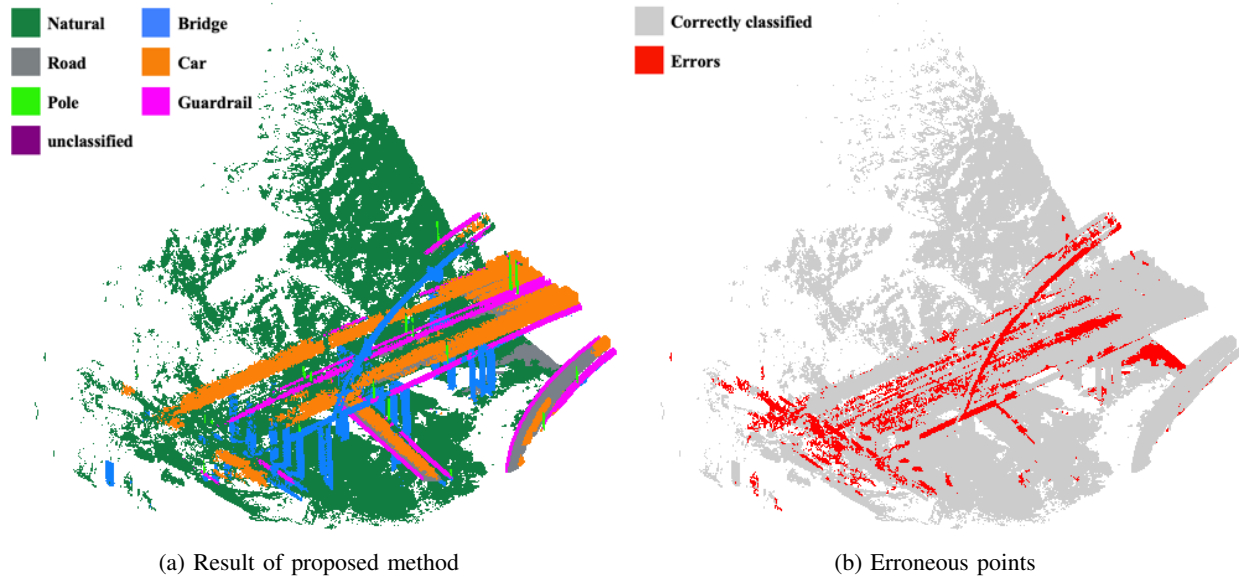 Natural
Bridge
Road
Car
Pole
Guardrail
unclassified
Correctly classified
Errors
(a) Result of proposed method
(b) Erroneous points